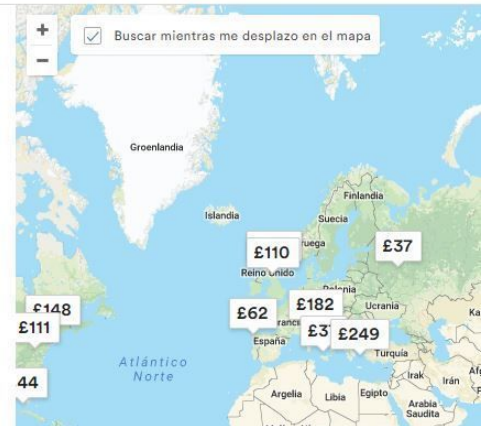 +
Buscar mientras me desplazo en el mapa
−
Groenlandia
Finlandia
Islandia
Suecia
£110
£37
Reino Unido
£148
£62
£182
Ucrania
£111
£249
España
Turquía
Atlántico
Norte
44
Irak
Irán
Argelia
Libia
Egipto
Arabia
Saudita